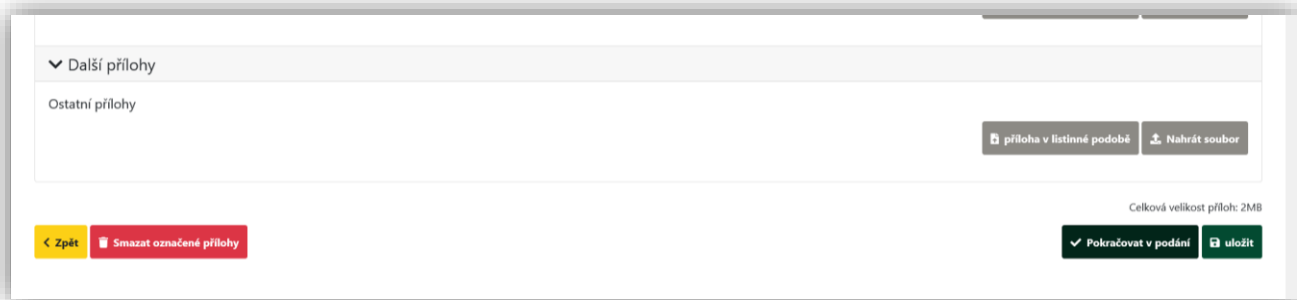 Další přílohy
Ostatní přílohy
příloha v listinné podobě Nahrát soubor
Celková velikost příloh: 2MB
Zpět Smazat označené přílohy Pokračovat v podání uložit